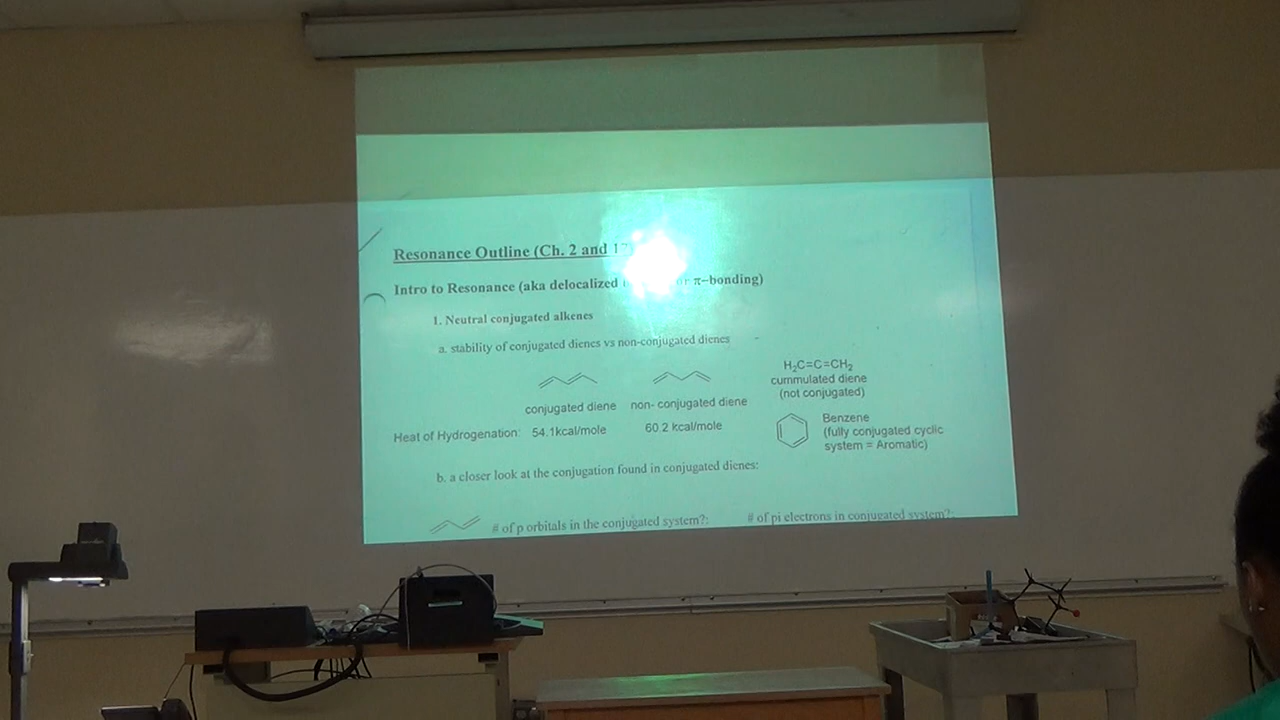 Resonance Outline (Ch. 2 and 1
Intro to Resonance (aka delocalized or π–bonding)
1. Neutral conjugated alkenes
a. stability of conjugated dienes vs non-conjugated dienes
H₂C=C=CH₂
cummulated diene
(not conjugated)
conjugated diene non- conjugated diene
Heat of Hydrogenation: 54.1kcal/mole 60.2 kcal/mole
Benzene
(fully conjugated cyclic
system = Aromatic)
b. a closer look at the conjugation found in conjugated dienes:
# of p orbitals in the conjugated system?: # of pi electrons in conjugated system?: